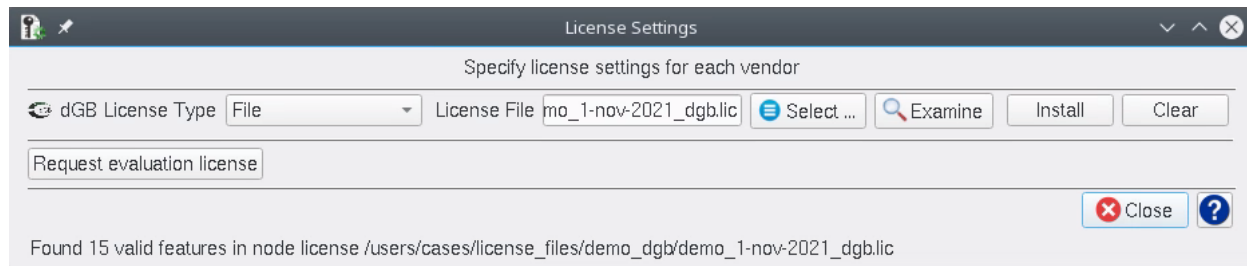 License Settings
Specify license settings for each vendor
dGB License Type File License File mo_1-nov-2021_dgb.lic Select ... Examine Install Clear
Request evaluation license
Close ?
Found 15 valid features in node license /users/cases/license_files/demo_dgb/demo_1-nov-2021_dgb.lic